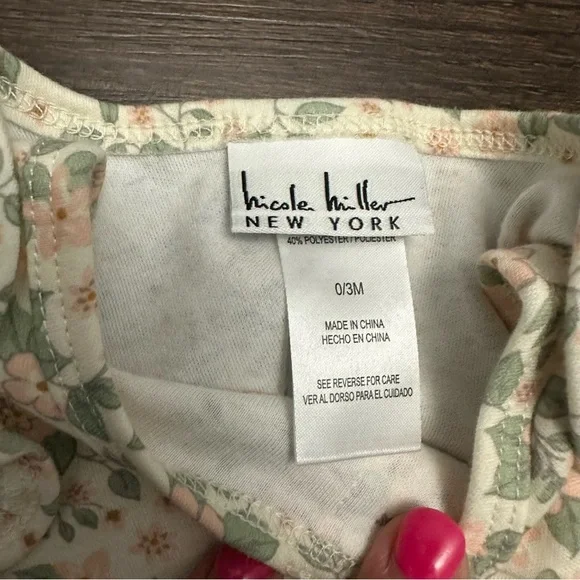 nicole miller
NEW YORK
40% POLYESTER / POLIESTER
0/3M
MADE IN CHINA
HECHO EN CHINA
SEE REVERSE FOR CARE
VER AL DORSO PARA EL CUIDADO